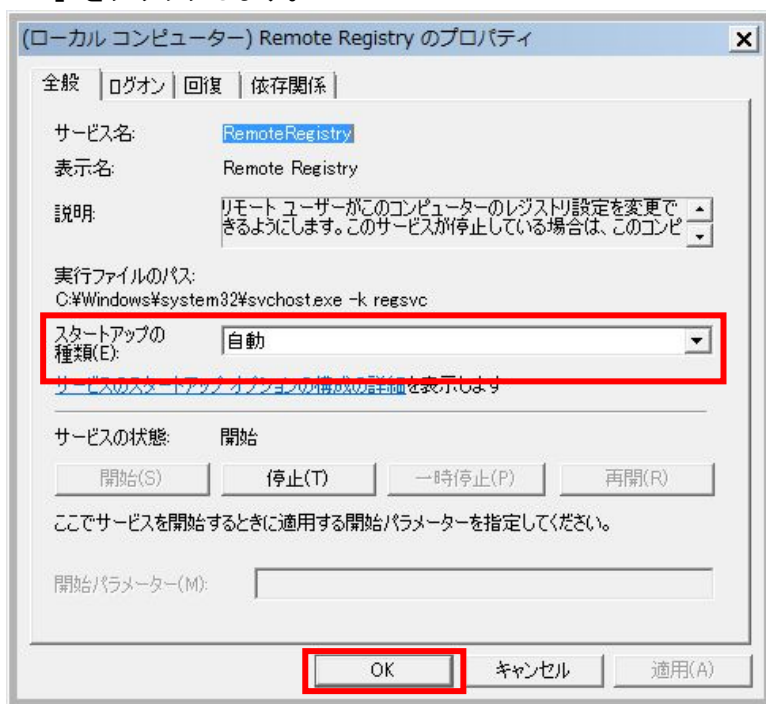 (ローカル コンピューター) Remote Registry のプロパティ
全般 ログオン 回復 依存関係
サービス名: RemoteRegistry
表示名: Remote Registry
説明: リモート ユーザーがこのコンピューターのレジストリ設定を変更で
きるようにします。このサービスが停止している場合は、このコンピ
実行ファイルのパス:
C:¥Windows¥system32¥svchost.exe -k regsvc
スタートアップの
種類(E): 自動
サービスのスタートアップ オプションの構成の詳細を表示します
サービスの状態: 開始
開始(S) 停止(T) 一時停止(P) 再開(R)
ここでサービスを開始するときに適用する開始パラメーターを指定してください。
開始パラメーター(M):
OK キャンセル 適用(A)